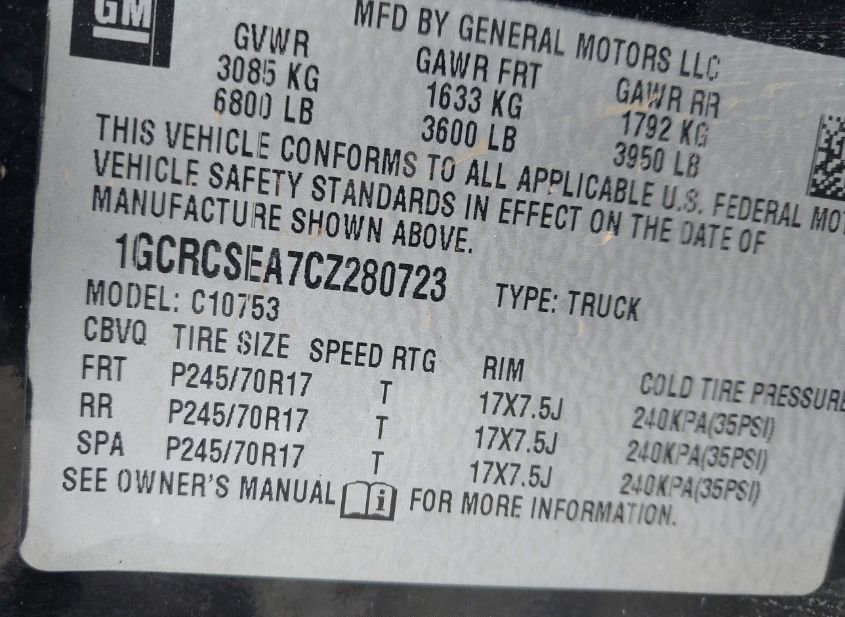 GM
MFD BY GENERAL MOTORS LLC
GVWR GAWR FRT GAWR RR
3085 KG 1633 KG 1792 KG
6800 LB 3600 LB 3950 LB
THIS VEHICLE CONFORMS TO ALL APPLICABLE U.S. FEDERAL MOT
VEHICLE SAFETY STANDARDS IN EFFECT ON THE DATE OF
MANUFACTURE SHOWN ABOVE.
1GCRCSEA7CZ280723 TYPE: TRUCK
MODEL: C10753
CBVQ TIRE SIZE SPEED RTG RIM COLD TIRE PRESSURE
FRT P245/70R17 T 17X7.5J 240KPA(35PSI)
RR P245/70R17 T 17X7.5J 240KPA(35PSI)
SPA P245/70R17 T 17X7.5J 240KPA(35PSI)
SEE OWNER'S MANUAL i FOR MORE INFORMATION.